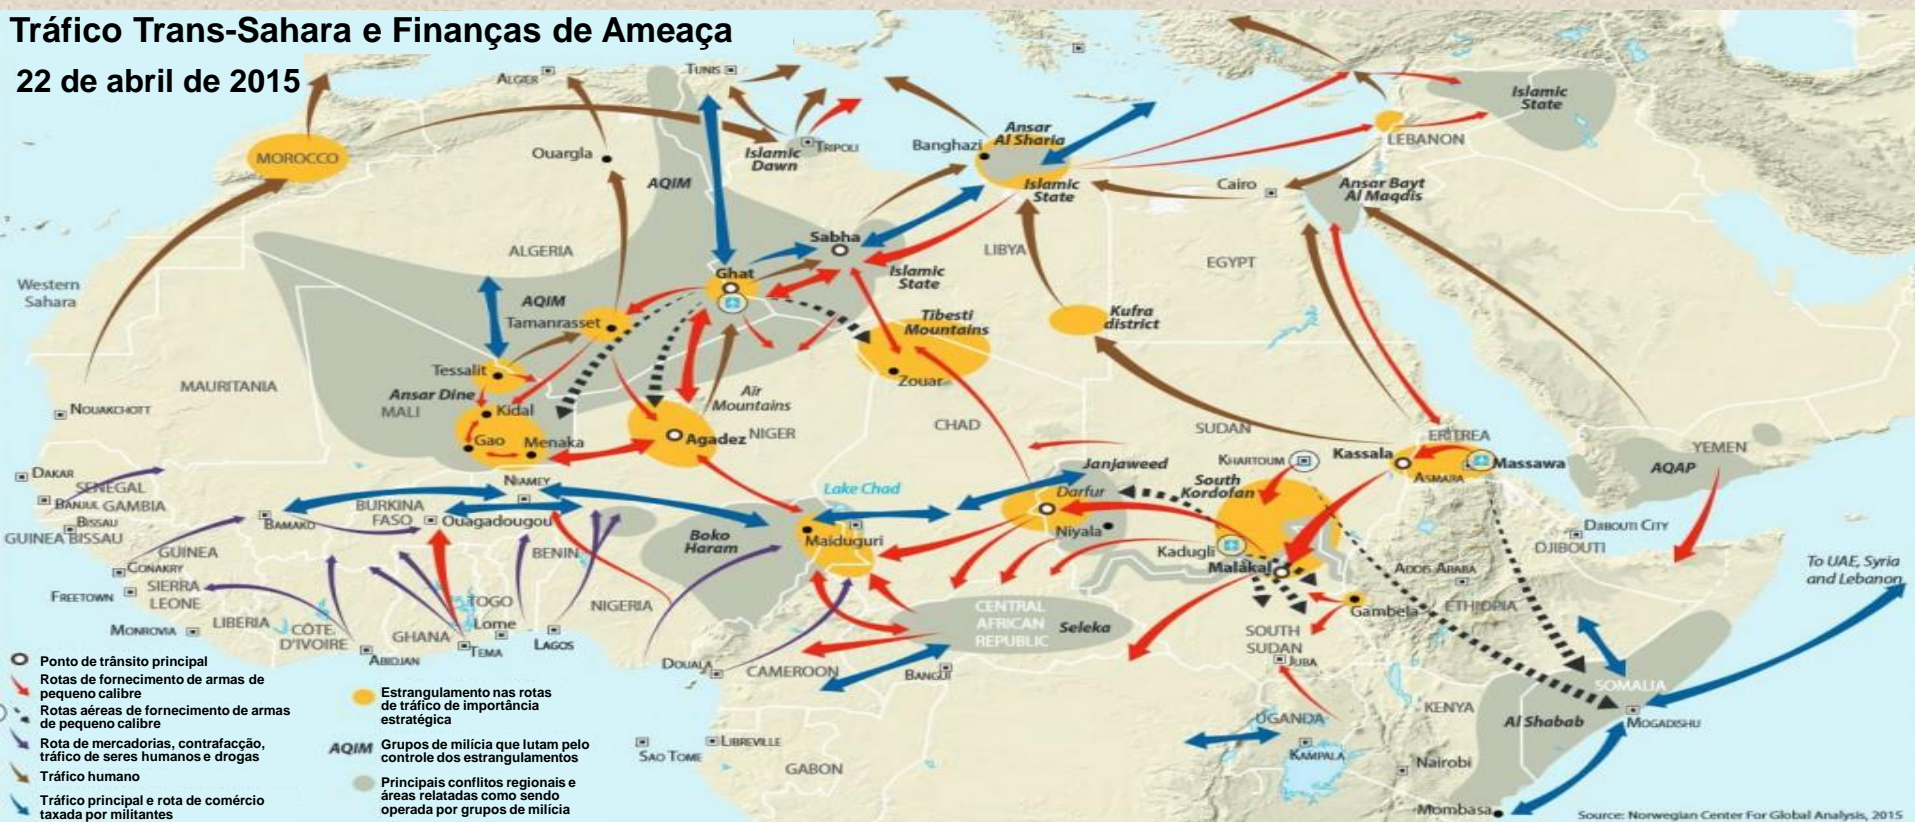 Tráfico Trans-Sahara e Finanças de Ameaça
22 de abril de 2015
ALGER
TUNIS
Islamic
State
MOROCCO
Ouargla
Islamic
Dawn
TRIPOLI
Banghazi
Ansar
Al Sharia
LEBANON
AQIM
Islamic
State
Cairo
Ansar Bayt
Al Maqdis
ALGERIA
Sabha
LIBYA
EGYPT
Western
Sahara
Ghat
Islamic
State
AQIM
Tamanrasset
Tibesti
Mountains
Kufra
district
Tessalit
MAURITANIA
Ansar Dine
Zouar
NOUAKCHOTT
MALI
Kidal
Aïr
Mountains
Gao
Menaka
Agadez
NIGER
CHAD
SUDAN
ERITREA
YEMEN
DAKAR
SENEGAL
NIAMEY
Lake Chad
Janjaweed
KHARTOUM
Kassala
Massawa
AQAP
ASMARA
BANJUL
GAMBIA
BURKINA
FASO
Darfur
South
Kordofan
BISSAU
GUINEA BISSAU
BAMAKO
Ouagadougou
Boko
Haram
Maiduguri
Niyala
DJIBOUTI CITY
DJIBOUTI
GUINEA
BENIN
Kadugli
Malakal
ADDIS ABABA
To UAE, Syria
and Lebanon
CONAKRY
SIERRA
LEONE
FREETOWN
TOGO
Lome
NIGERIA
CENTRAL
AFRICAN
REPUBLIC
Seleka
Gambela
ETHIOPIA
MONROVIA
LIBERIA
CÔTE
D'IVOIRE
GHANA
TEMA
LAGOS
SOUTH
SUDAN
ABIDJAN
DOUALA
CAMEROON
BANGUI
JUBA
SOMALIA
UGANDA
KENYA
Al Shabab
MOGADISHU
SAO TOME
LIBREVILLE
KAMPALA
GABON
Nairobi
Mombasa
Ponto de trânsito principal
Rotas de fornecimento de armas de
pequeno calibre
Rotas aéreas de fornecimento de armas
de pequeno calibre
Rota de mercadorias, contrafacção,
tráfico de seres humanos e drogas
Tráfico humano
Tráfico principal e rota de comércio
taxada por militantes
Estrangulamento nas rotas
de tráfico de importância
estratégica
AQIM Grupos de milícia que lutam pelo
controle dos estrangulamentos
Principais conflitos regionais e
áreas relatadas como sendo
operada por grupos de milícia
Source: Norwegian Center For Global Analysis, 2015